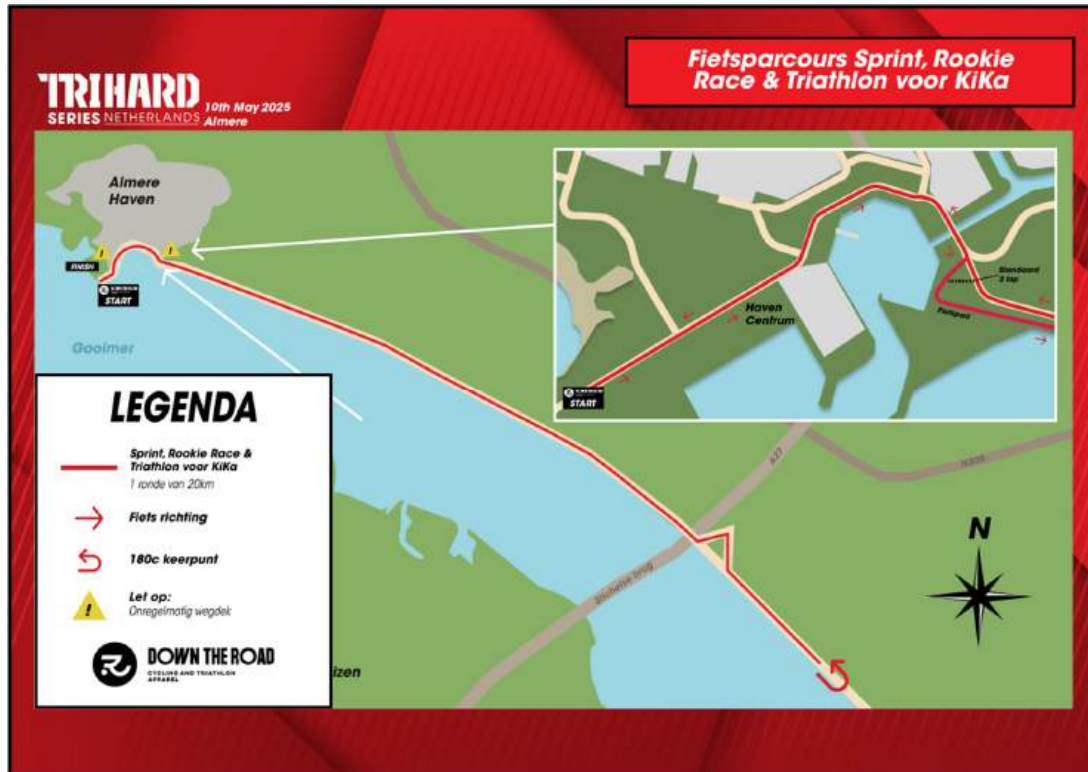 Fietsparcours Sprint, Rookie
Race & Triathlon voor KiKa
TRIHARD
SERIES NETHERLANDS
10th May 2025
Almere
Almere
Haven
FINISH
START
Gooimer
Haven
Centrum
Standaard
2 lap
Fietspad
START
A27
Stichetse brug
N
izen
LEGENDA
Sprint, Rookie Race &
Triathlon voor KiKa
1 ronde van 20km
Fiets richting
180c keerpunt
Let op:
Onregelmatig wegdek
DOWN THE ROAD
CYCLING AND TRIATHLON
APPAREL